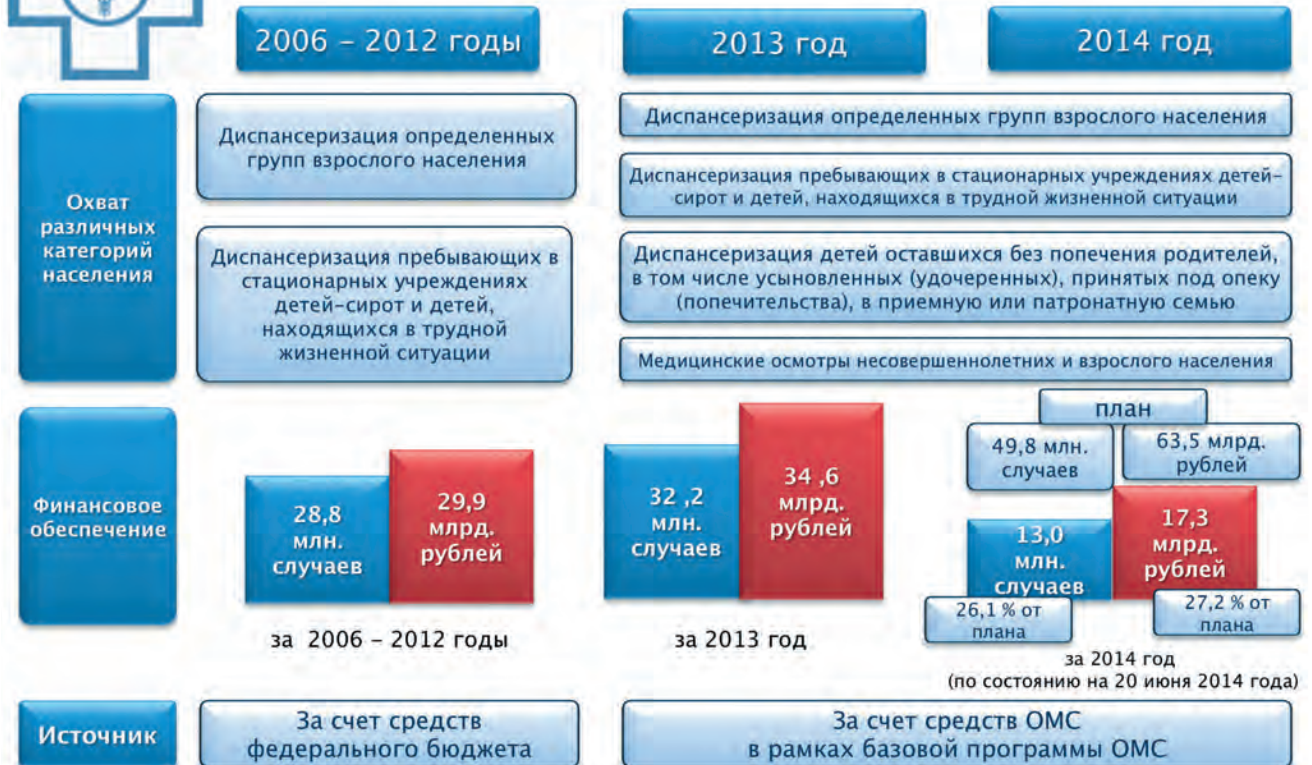 2006 – 2012 годы
2013 год
2014 год
Охват
различных
категорий
населения
Диспансеризация определенных
групп взрослого населения
Диспансеризация пребывающих в
стационарных учреждениях
детей-сирот и детей,
находящихся в трудной
жизненной ситуации
Диспансеризация определенных групп взрослого населения
Диспансеризация пребывающих в стационарных учреждениях детей-
сирот и детей, находящихся в трудной жизненной ситуации
Диспансеризация детей оставшихся без попечения родителей,
в том числе усыновленных (удочеренных), принятых под опеку
(попечительства), в приемную или патронатную семью
Медицинские осмотры несовершеннолетних и взрослого населения
Финансовое
обеспечение
28,8
млн.
случаев
29,9
млрд.
рублей
за 2006 – 2012 годы
32 ,2
млн.
случаев
34 ,6
млрд.
рублей
за 2013 год
план
49,8 млн.
случаев
63,5 млрд.
рублей
13,0
млн.
случаев
17,3
млрд.
рублей
26,1 % от
плана
27,2 % от
плана
за 2014 год
(по состоянию на 20 июня 2014 года)
Источник
За счет средств
федерального бюджета
За счет средств ОМС
в рамках базовой программы ОМС